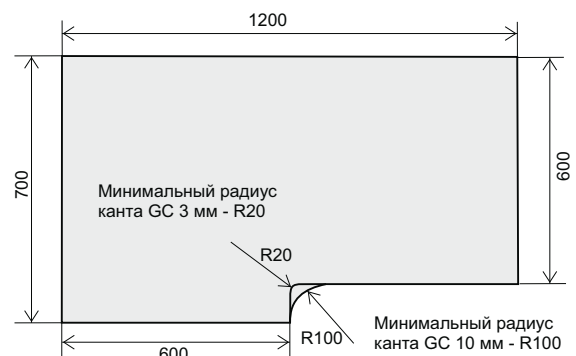 1200
700
600
Минимальный радиус
канта GC 3 мм - R20
R20
R100
Минимальный радиус
канта GC 10 мм - R100
600